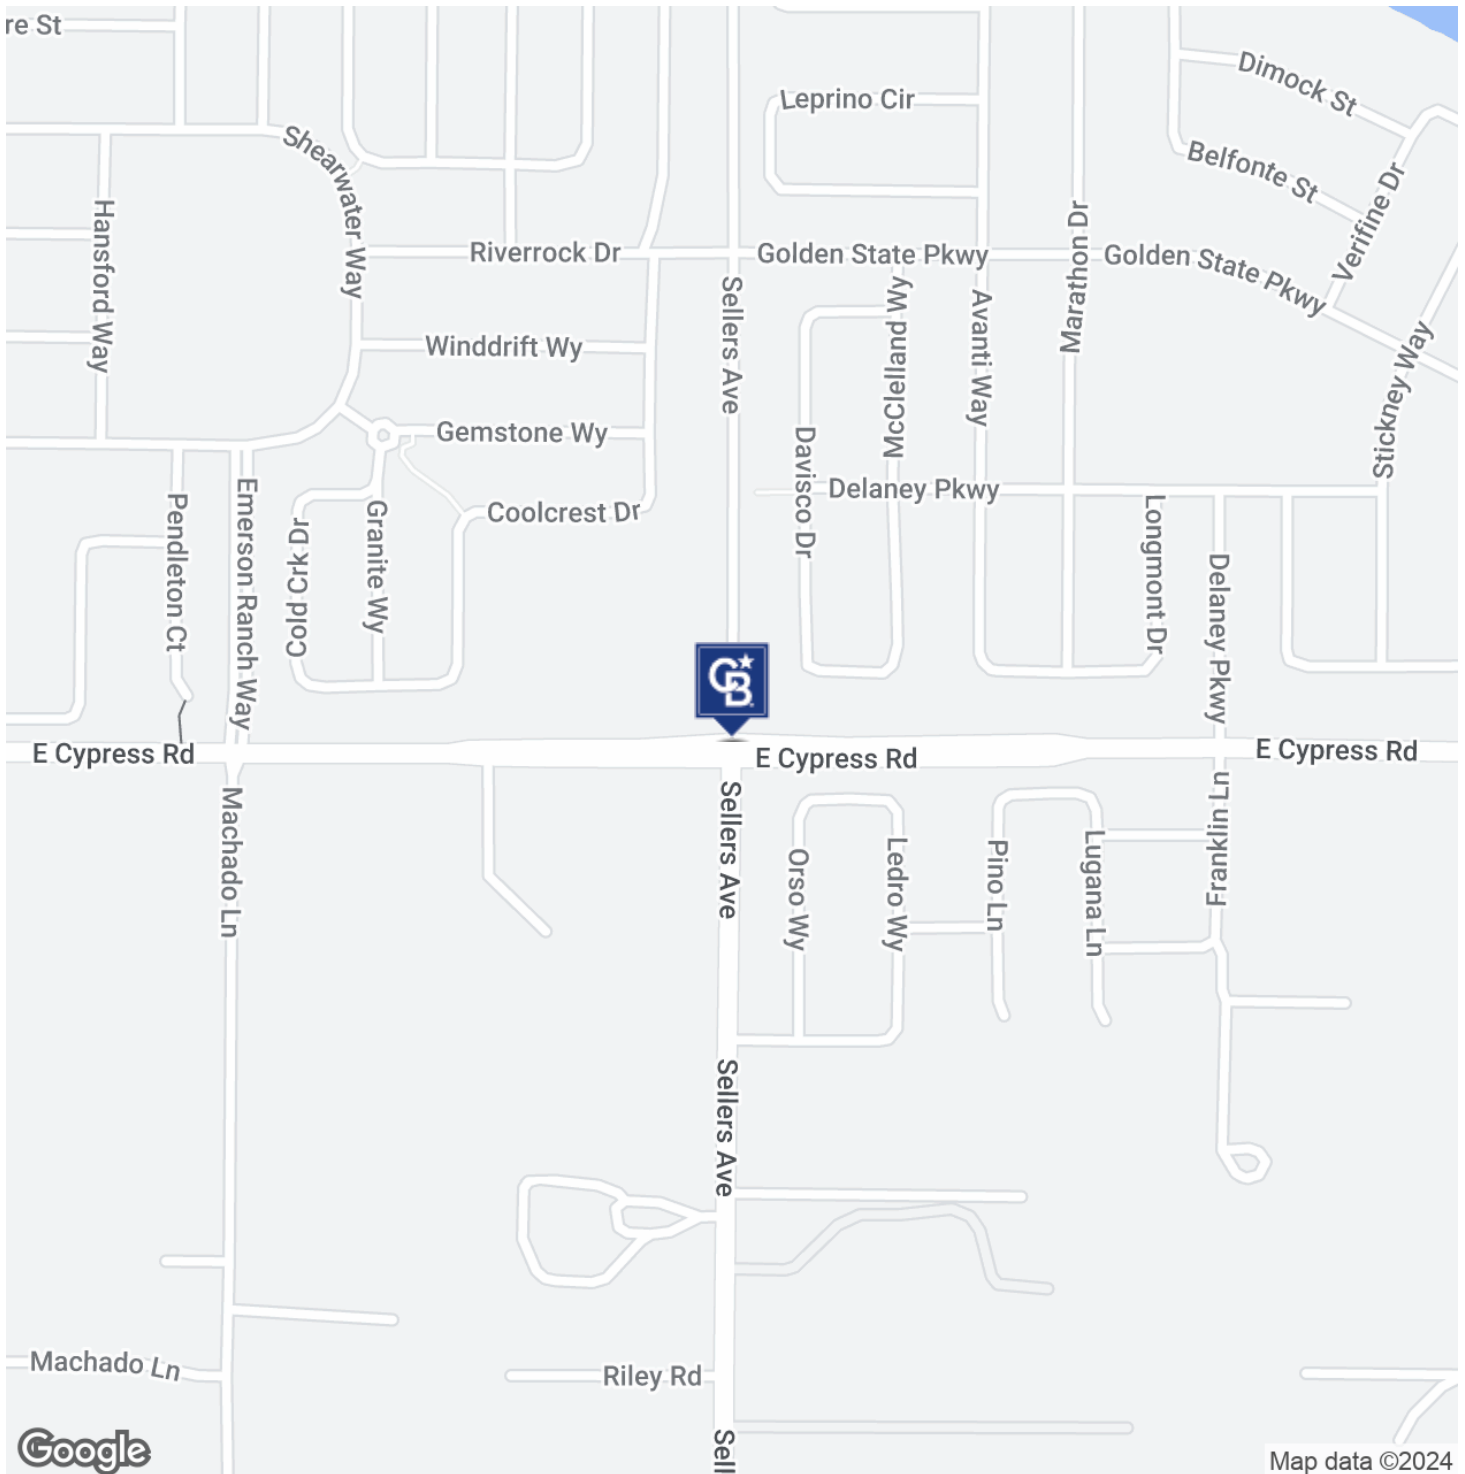 re St
Dimock St
Leprino Cir
Shearwater Way
Belfonte St
Verifine Dr
Hansford Way
Marathon Dr
Riverrock Dr
Golden State Pkwy
Golden State Pkwy
Sellers Ave
McClelland Wy
Avanti Way
Winddrift Wy
Stickney Way
Gemstone Wy
Davisco Dr
Delaney Pkwy
Pendleton Ct
Emerson Ranch Way
Cold Crk Dr
Granite Wy
Coolcrest Dr
Longmont Dr
Delaney Pkwy
CB
E Cypress Rd
E Cypress Rd
E Cypress Rd
Machado Ln
Sellers Ave
Orso Wy
Ledro Wy
Pino Ln
Lugana Ln
Franklin Ln
Sellers Ave
Machado Ln
Riley Rd
Sell
Google
Map data ©2024